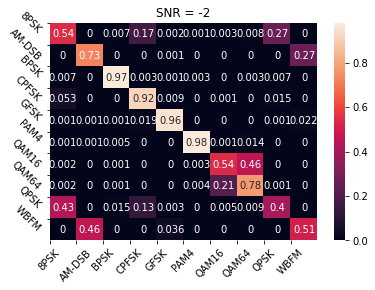 SNR = -2
8PSK 0.54 0 0.007 0.17 0.002 0.001 0.003 0.008 0.27 0
AM-DSB 0 0.73 0 0 0.001 0 0 0 0 0.27
BPSK 0.007 0 0.97 0.003 0.001 0.003 0 0.003 0.007 0
CPFSK 0.053 0 0 0.92 0.009 0 0.001 0 0.015 0
GFSK 0.001 0.001 0.001 0.019 0.96 0 0 0 0.001 0.022
PAM4 0.001 0.001 0.005 0 0 0.98 0.001 0.014 0 0
QAM16 0.002 0 0.001 0 0 0.003 0.54 0.46 0 0
QAM64 0.002 0 0.001 0 0 0.004 0.21 0.78 0.001 0
QPSK 0.43 0 0.015 0.13 0.003 0 0.005 0.009 0.4 0
WBFM 0 0.46 0 0 0.036 0 0 0 0 0.51
8PSK AM-DSB BPSK CPFSK GFSK PAM4 QAM16 QAM64 QPSK WBFM
0.8
0.6
0.4
0.2
0.0